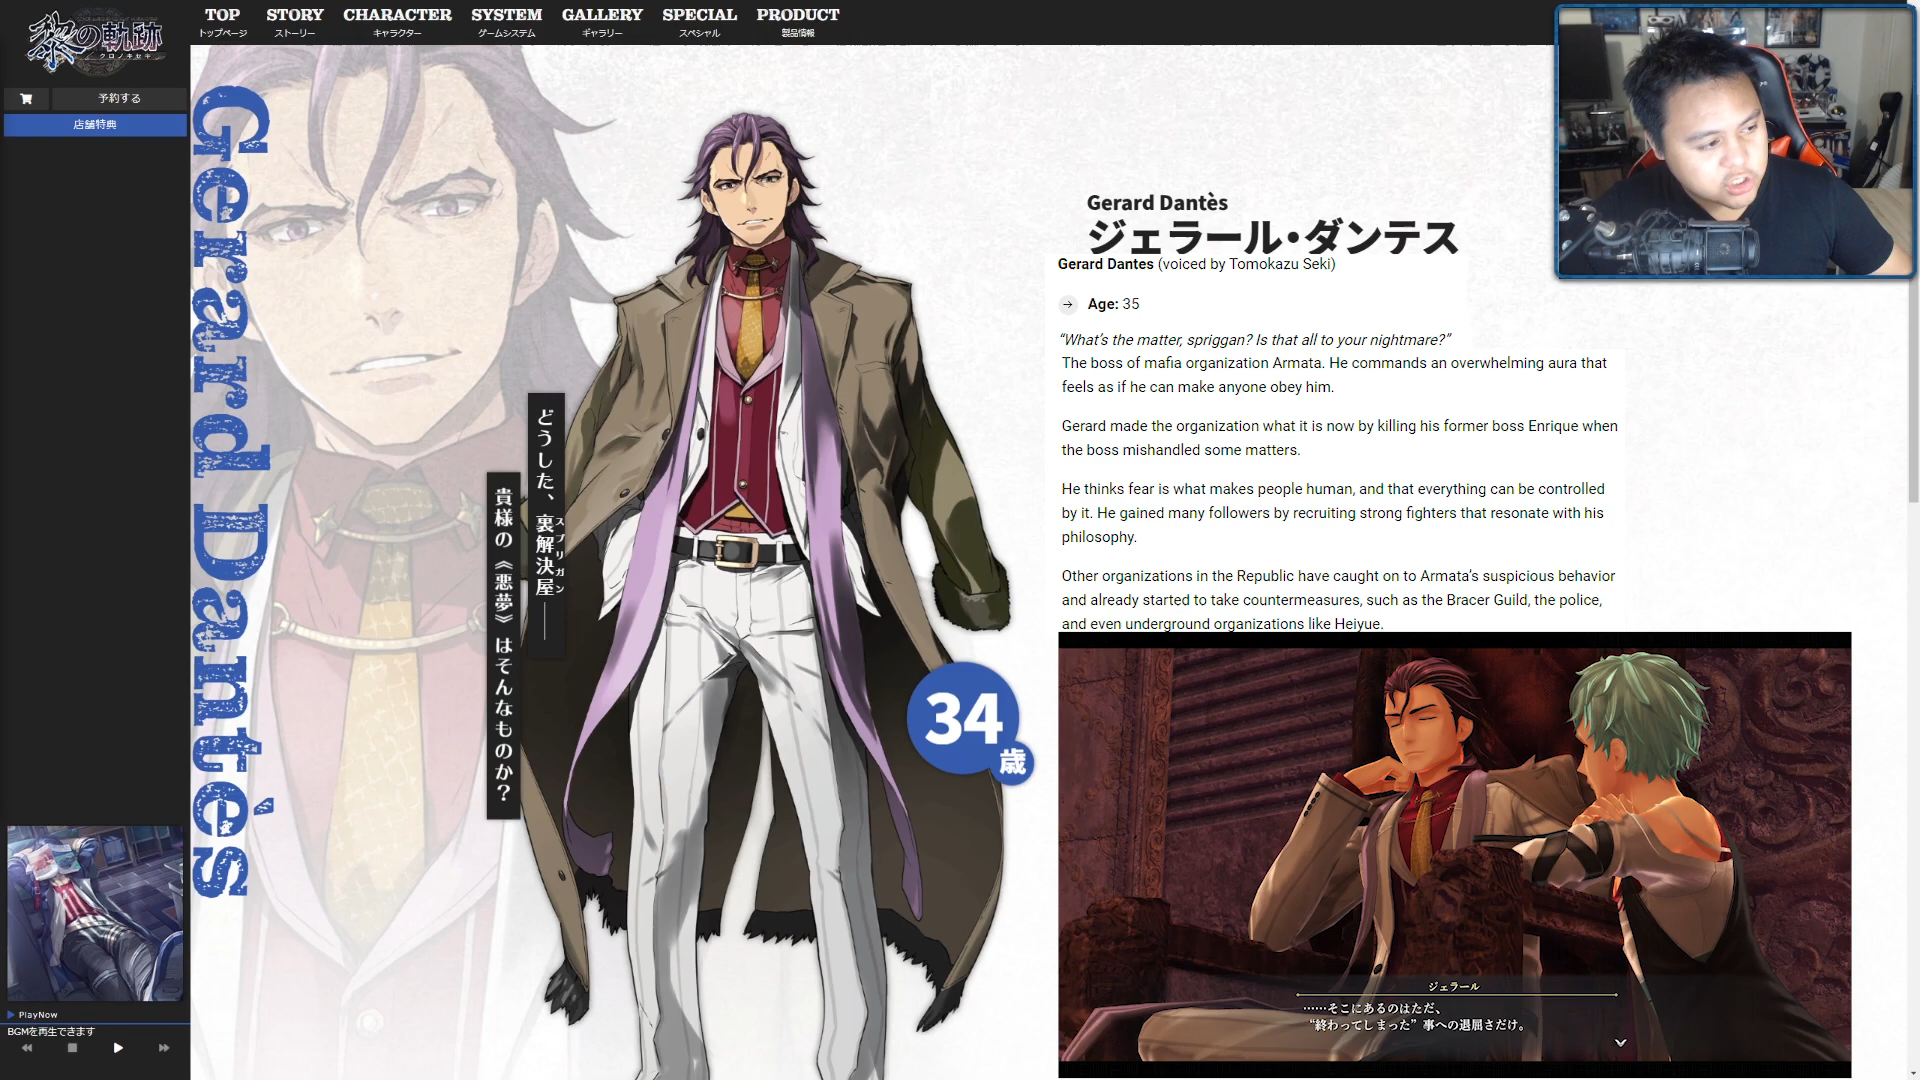 黎の軌跡
クロノキセキ
TOP
トップページ
STORY
ストーリー
CHARACTER
キャラクター
SYSTEM
ゲームシステム
GALLERY
ギャラリー
SPECIAL
スペシャル
PRODUCT
製品情報
予約する
店舗特典
Gerard Dantès
どうした、裏解決屋――
スプリガン
貴様の《悪夢》はそんなものか？
34
歳
Gerard Dantès
ジェラール・ダンテス
Gerard Dantes (voiced by Tomokazu Seki)
Age: 35
“What’s the matter, spriggan? Is that all to your nightmare?”
The boss of mafia organization Armata. He commands an overwhelming aura that
feels as if he can make anyone obey him.
Gerard made the organization what it is now by killing his former boss Enrique when
the boss mishandled some matters.
He thinks fear is what makes people human, and that everything can be controlled
by it. He gained many followers by recruiting strong fighters that resonate with his
philosophy.
Other organizations in the Republic have caught on to Armata’s suspicious behavior
and already started to take countermeasures, such as the Bracer Guild, the police,
and even underground organizations like Heiyue.
ジェラール
……そこにあるのはただ、
“終わってしまった”事への退屈さだけ。
PlayNow
BGMを再生できます